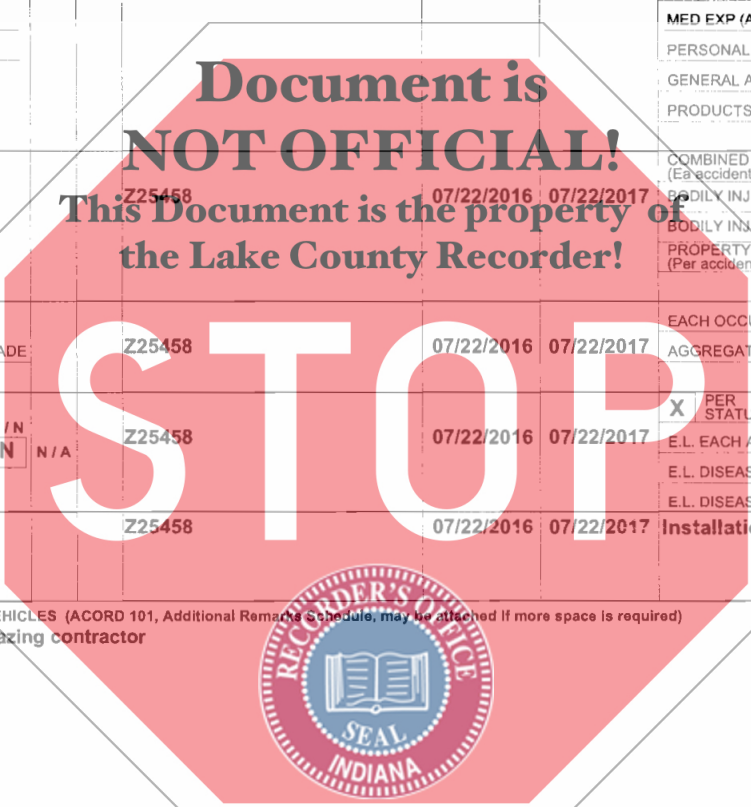 MED EXP (A
PERSONAL
GENERAL A
PRODUCTS
Document is
NOT OFFICIAL!
This Document is the property of
the Lake County Recorder!
COMBINED
(Ea accident
Z25458 07/22/2016 07/22/2017 BODILY INJ
BODILY INJ
PROPERTY
(Per acciden
EACH OCCU
ADE Z25458 07/22/2016 07/22/2017 AGGREGAT
STOP
X PER
STATU
/ N
N N / A Z25458 07/22/2016 07/22/2017 E.L. EACH A
E.L. DISEAS
E.L. DISEAS
Z25458 07/22/2016 07/22/2017 Installati
EHICLES (ACORD 101, Additional Remarks Schedule, may be attached if more space is required)
azing contractor
RECORDER'S OFFICE
SEAL
INDIANA